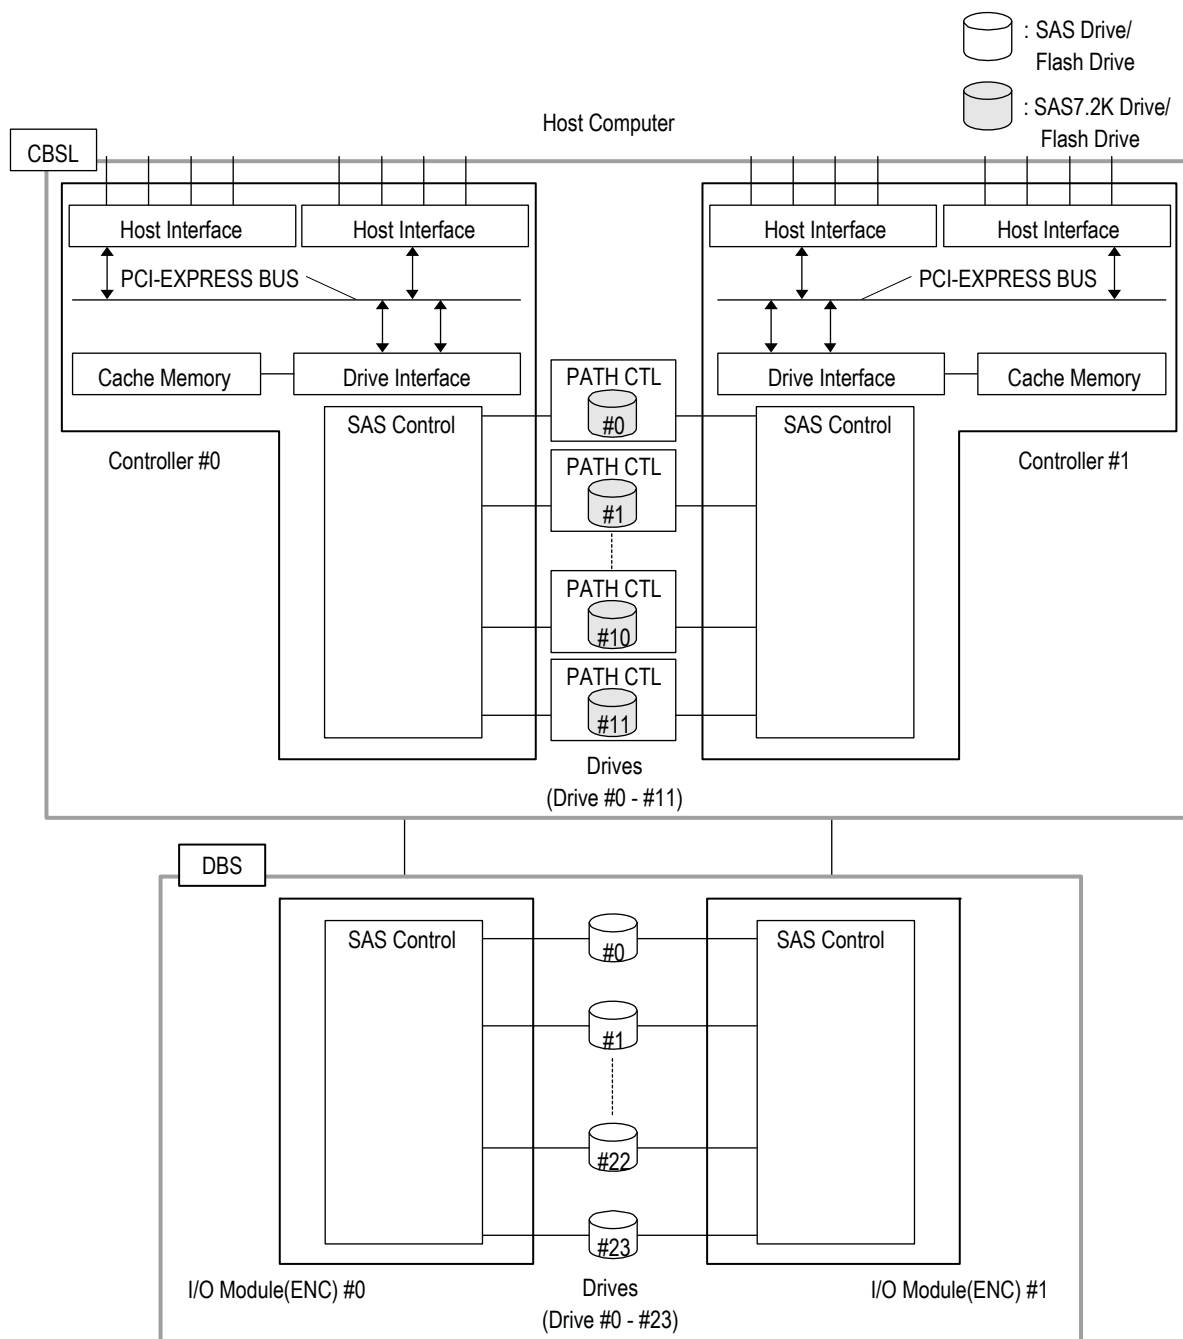 : SAS Drive/
Flash Drive
: SAS7.2K Drive/
Flash Drive
Host Computer
CBSL
Host Interface
Host Interface
Host Interface
Host Interface
PCI-EXPRESS BUS
PCI-EXPRESS BUS
Cache Memory
Drive Interface
Drive Interface
Cache Memory
PATH CTL
#0
SAS Control
SAS Control
Controller #0
Controller #1
PATH CTL
#1
PATH CTL
#10
PATH CTL
#11
Drives
(Drive #0 - #11)
DBS
SAS Control
#0
SAS Control
#1
#22
#23
I/O Module(ENC) #0
Drives
(Drive #0 - #23)
I/O Module(ENC) #1